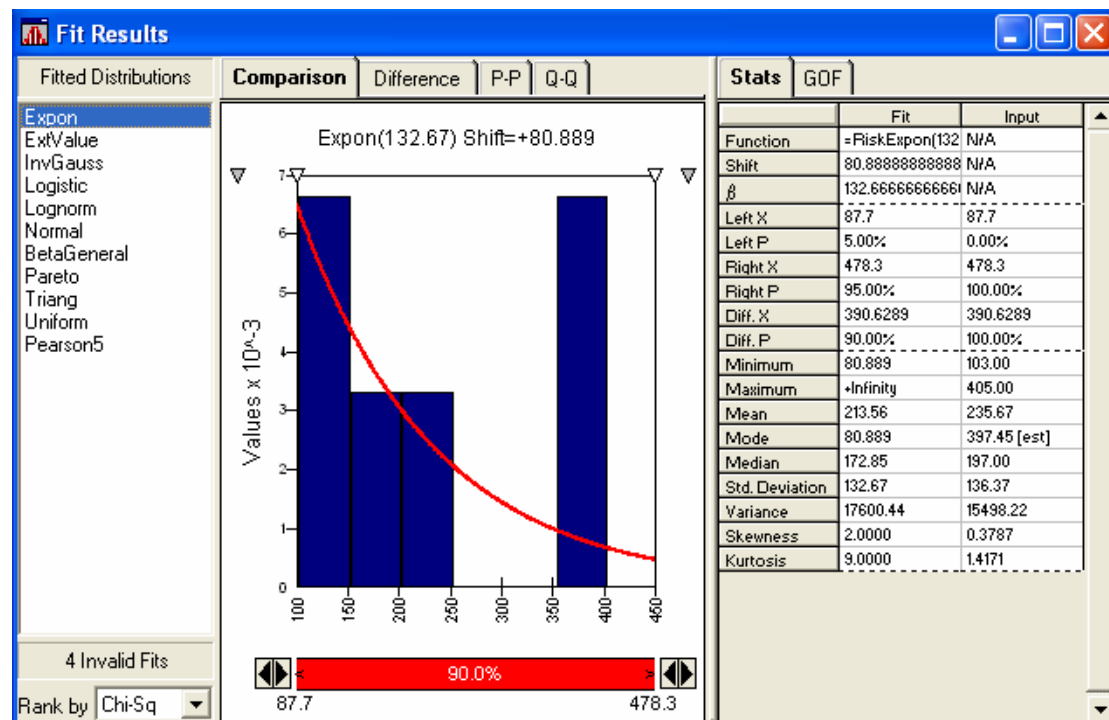 Fit Results
Fitted Distributions
Expon
ExtValue
InvGauss
Logistic
Lognorm
Normal
BetaGeneral
Pareto
Triang
Uniform
Pearson5
4 Invalid Fits
Rank by Chi-Sq
Comparison Difference P-P Q-Q
Expon(132.67) Shift=+80.889
Values x 10^-3
7
6
5
4
3
2
1
0
100 150 200 250 300 350 400 450
< 90.0% >
87.7 478.3
Stats GOF
Fit Input
Function =RiskExpon(132 N/A
Shift 80.88888888888 N/A
β 132.6666666666 N/A
Left X 87.7 87.7
Left P 5.00% 0.00%
Right X 478.3 478.3
Right P 95.00% 100.00%
Diff. X 390.6289 390.6289
Diff. P 90.00% 100.00%
Minimum 80.889 103.00
Maximum +Infinity 405.00
Mean 213.56 235.67
Mode 80.889 397.45 [est]
Median 172.85 197.00
Std. Deviation 132.67 136.37
Variance 17600.44 15498.22
Skewness 2.0000 0.3787
Kurtosis 9.0000 1.4171